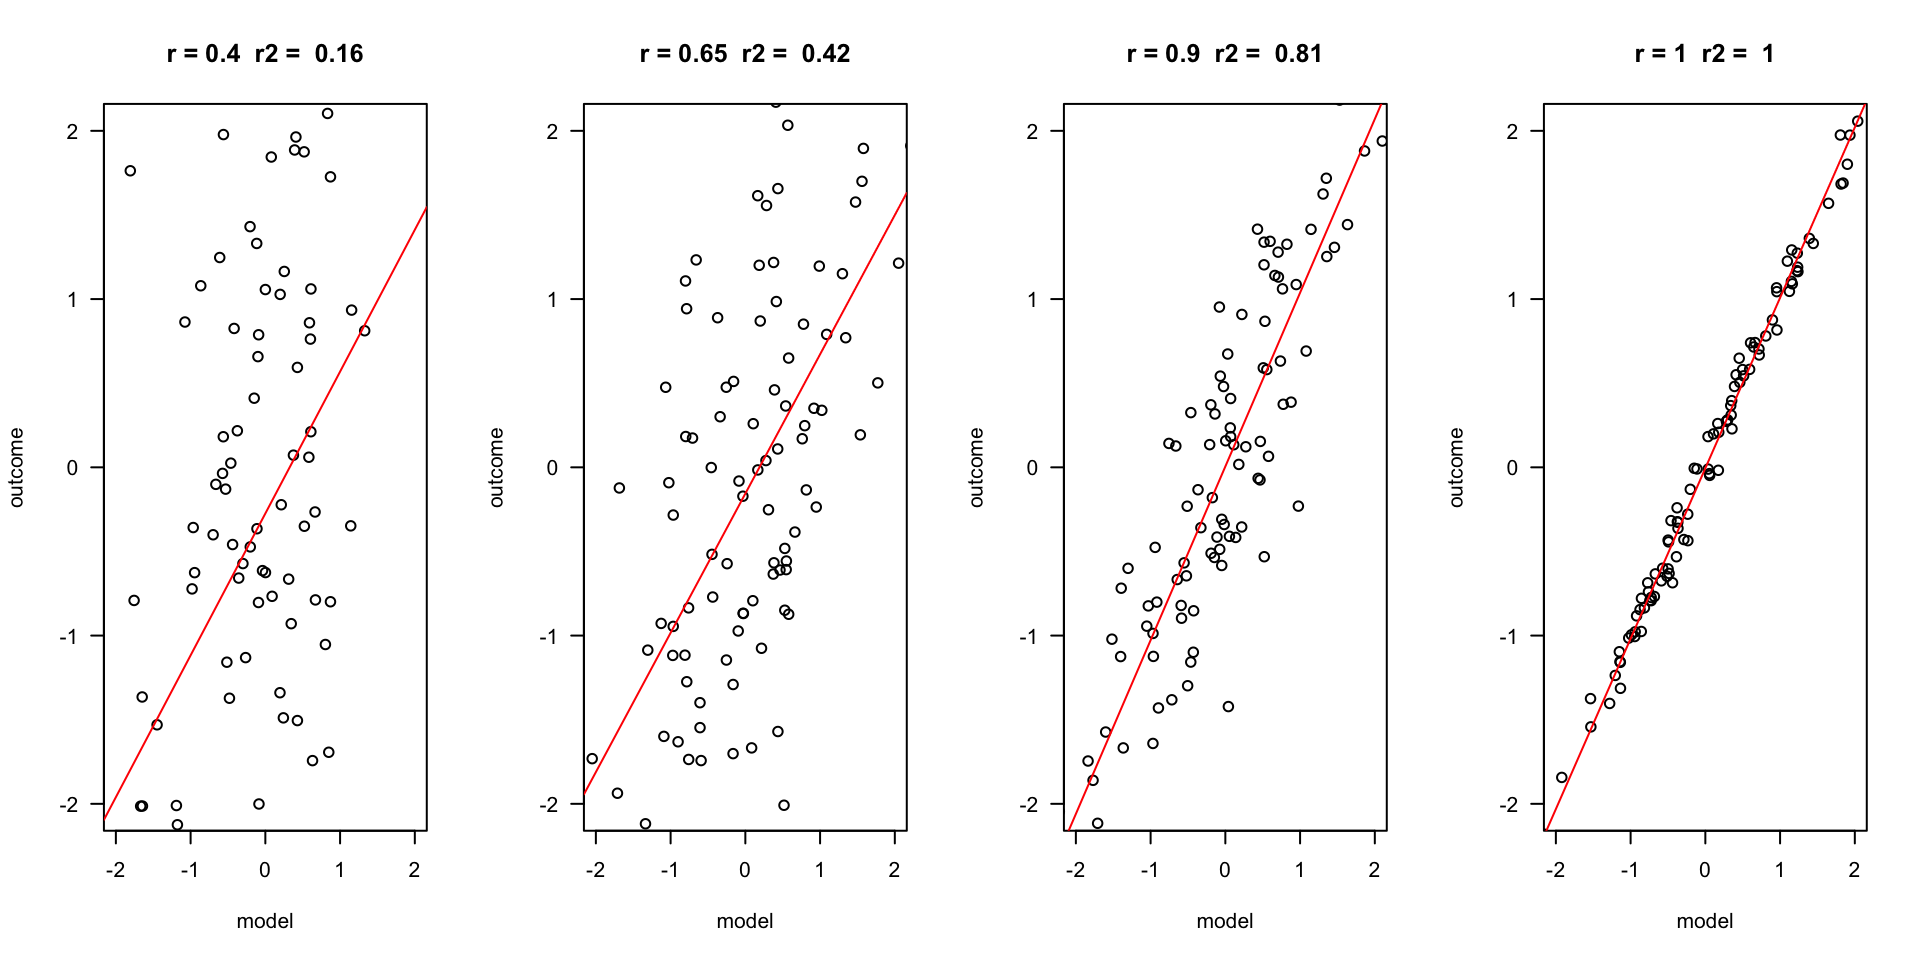 r = 0.4  r2 =  0.16
outcome
2
1
0
-1
-2
-2 -1 0 1 2
model
r = 0.65  r2 =  0.42
outcome
2
1
0
-1
-2
-2 -1 0 1 2
model
r = 0.9  r2 =  0.81
outcome
2
1
0
-1
-2
-2 -1 0 1 2
model
r = 1  r2 =  1
outcome
2
1
0
-1
-2
-2 -1 0 1 2
model